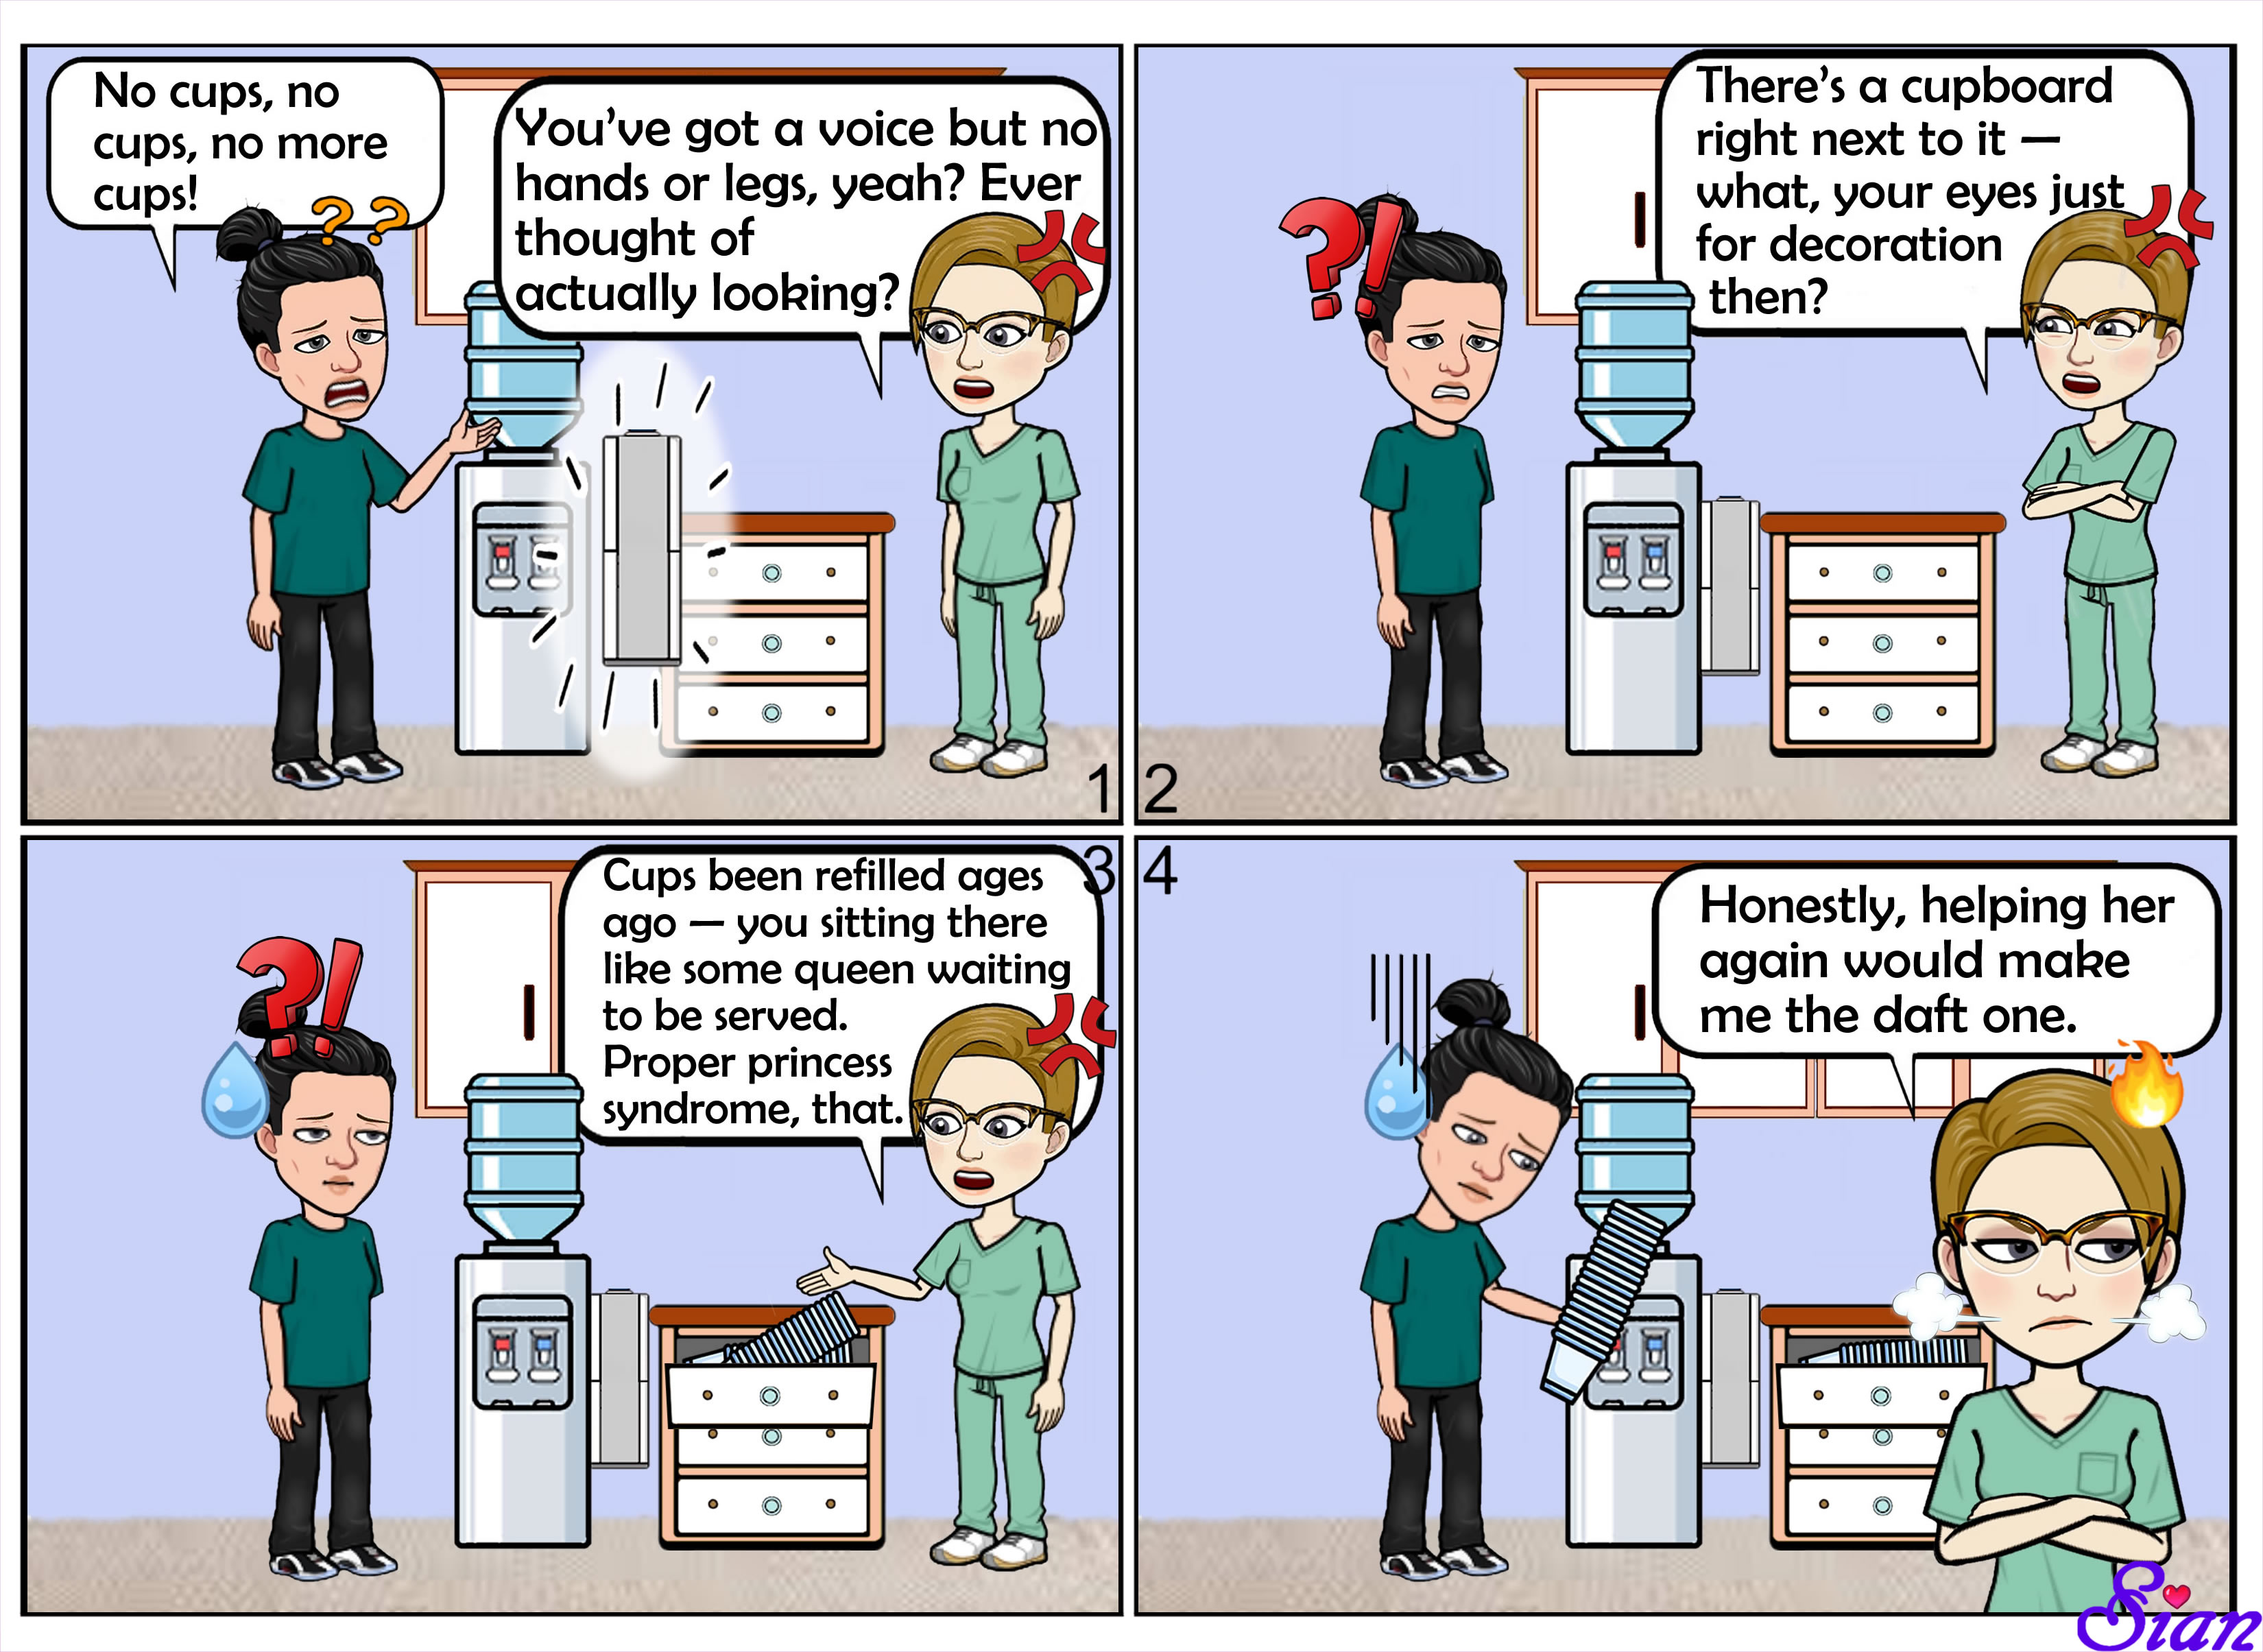 No cups, no
cups, no more
cups!
You've got a voice but no
hands or legs, yeah? Ever
thought of
actually looking?
1
There's a cupboard
right next to it —
what, your eyes just
for decoration
then?
2
Cups been refilled ages
ago — you sitting there
like some queen waiting
to be served.
Proper princess
syndrome, that.
3
4
Honestly, helping her
again would make
me the daft one.
Sian